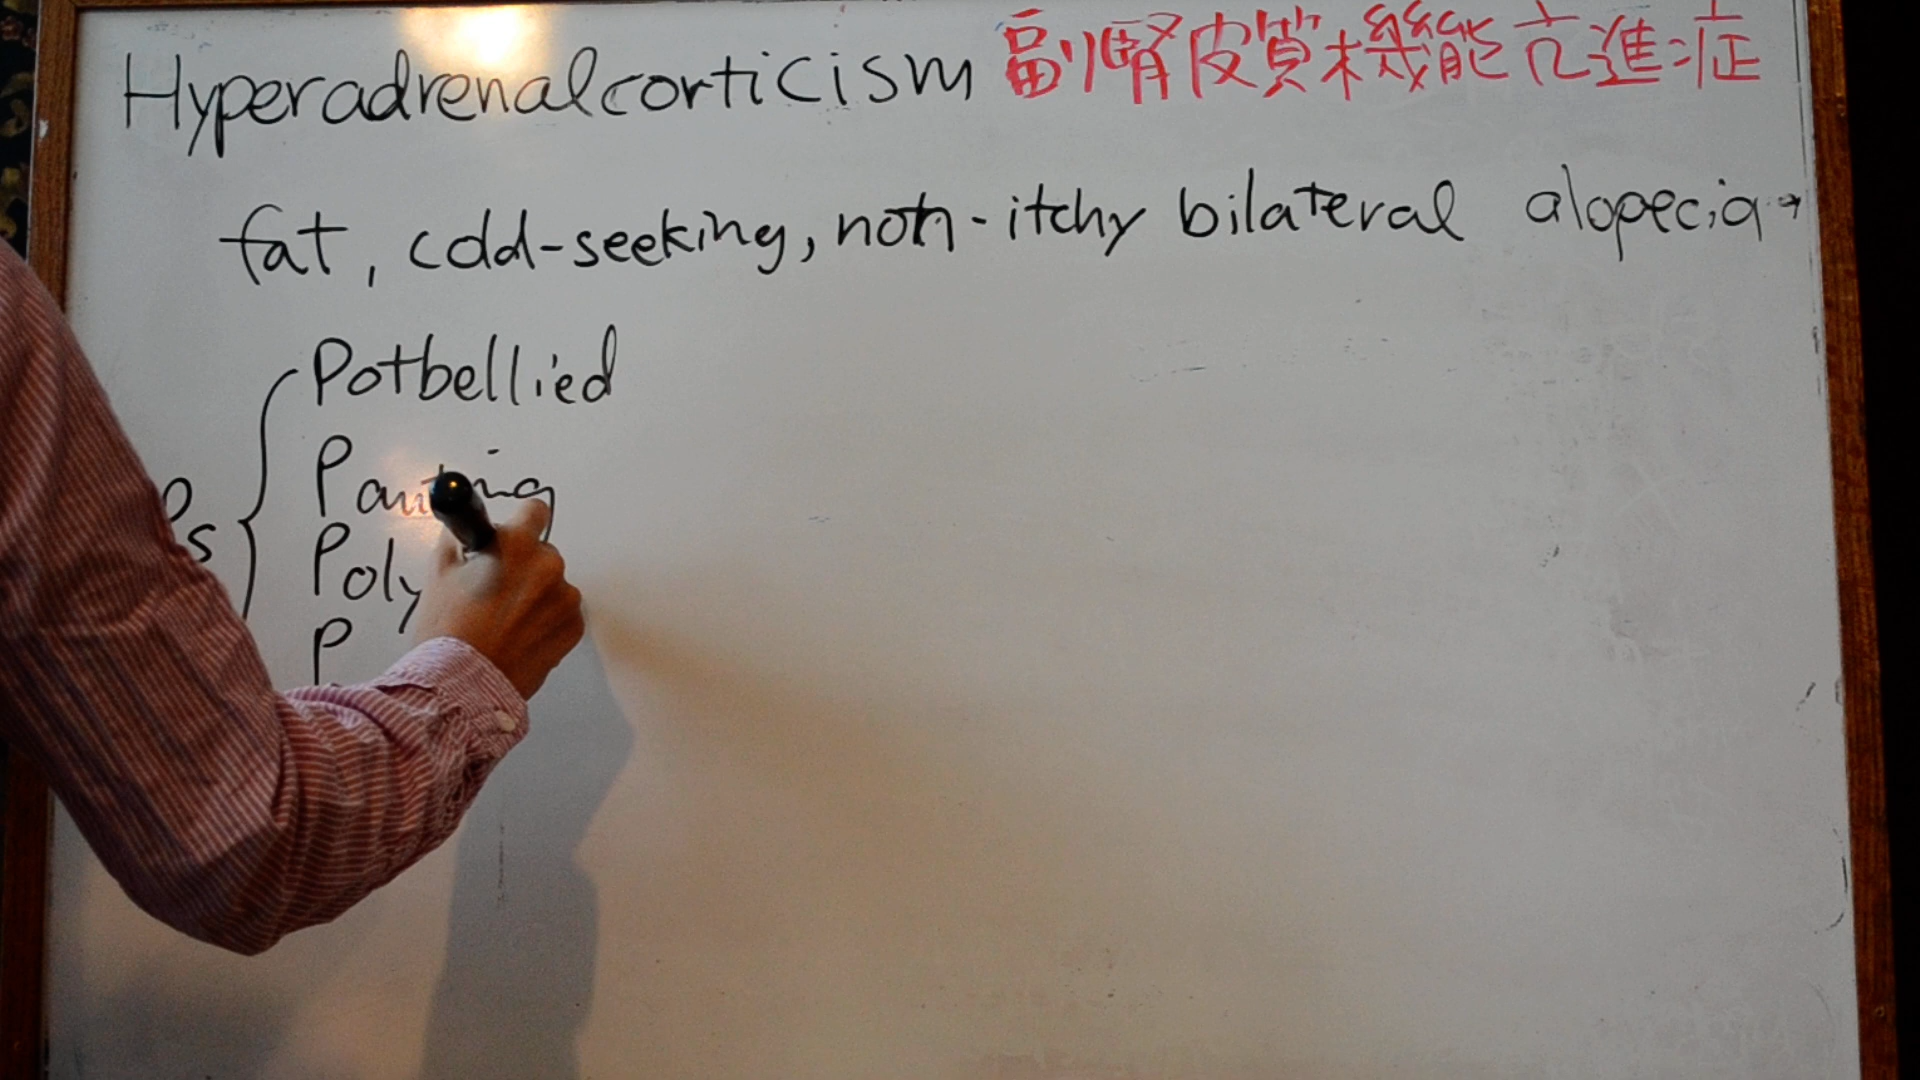 Hyperadrenalcorticism 副腎皮質機能亢進症
fat, cold-seeking, non-itchy bilateral alopecia
Ps
Potbellied
Panting
Poly
P